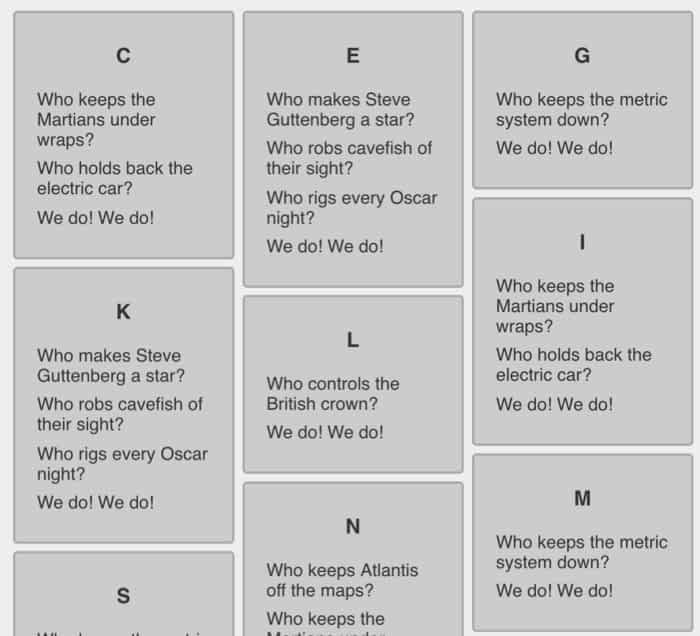 C
Who keeps the
Martians under
wraps?
Who holds back the
electric car?
We do! We do!
E
Who makes Steve
Guttenberg a star?
Who robs cavefish of
their sight?
Who rigs every Oscar
night?
We do! We do!
G
Who keeps the metric
system down?
We do! We do!
I
Who keeps the
Martians under
wraps?
Who holds back the
electric car?
We do! We do!
K
Who makes Steve
Guttenberg a star?
Who robs cavefish of
their sight?
Who rigs every Oscar
night?
We do! We do!
L
Who controls the
British crown?
We do! We do!
M
Who keeps the metric
system down?
We do! We do!
N
Who keeps Atlantis
off the maps?
Who keeps the
S